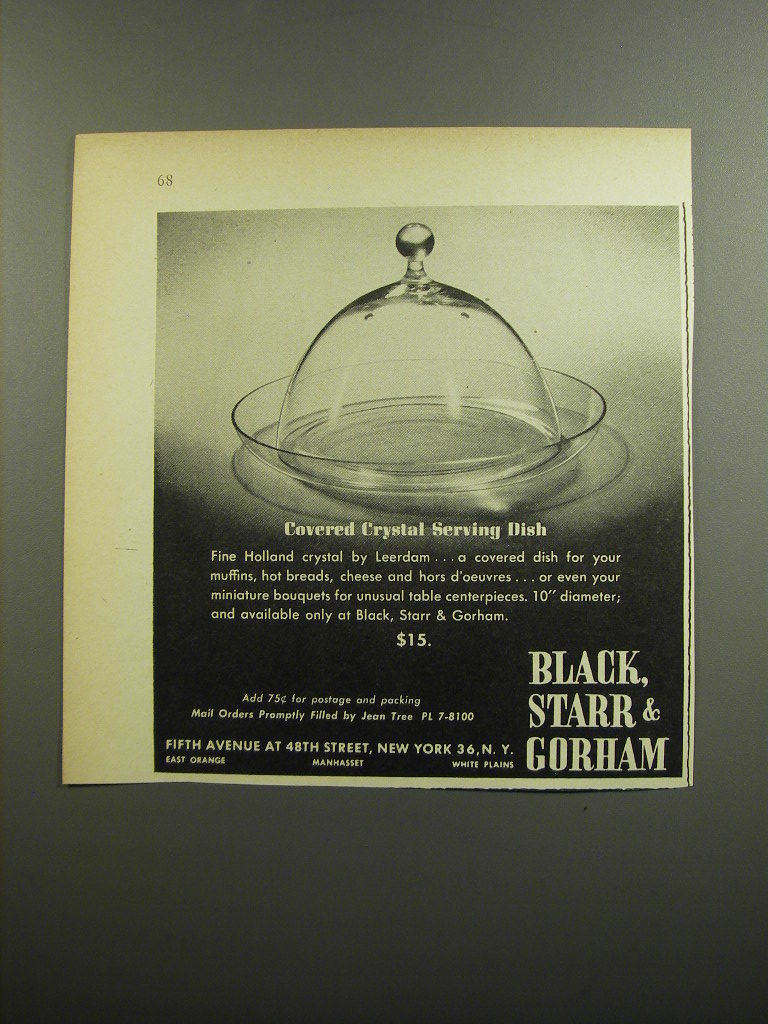 68
Covered Crystal Serving Dish
Fine Holland crystal by Leerdam . . . a covered dish for your
muffins, hot breads, cheese and hors d'oeuvres . . . or even your
miniature bouquets for unusual table centerpieces. 10" diameter;
and available only at Black, Starr & Gorham.
$15.
Add 75¢ for postage and packing
Mail Orders Promptly Filled by Jean Tree PL 7-8100
FIFTH AVENUE AT 48TH STREET, NEW YORK 36, N. Y.
EAST ORANGE MANHASSET WHITE PLAINS
BLACK,
STARR &
GORHAM